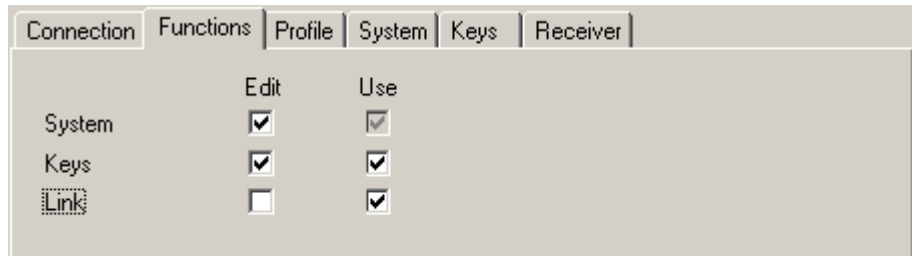 Connection Functions Profile System Keys Receiver
Edit Use
System
Keys
Link